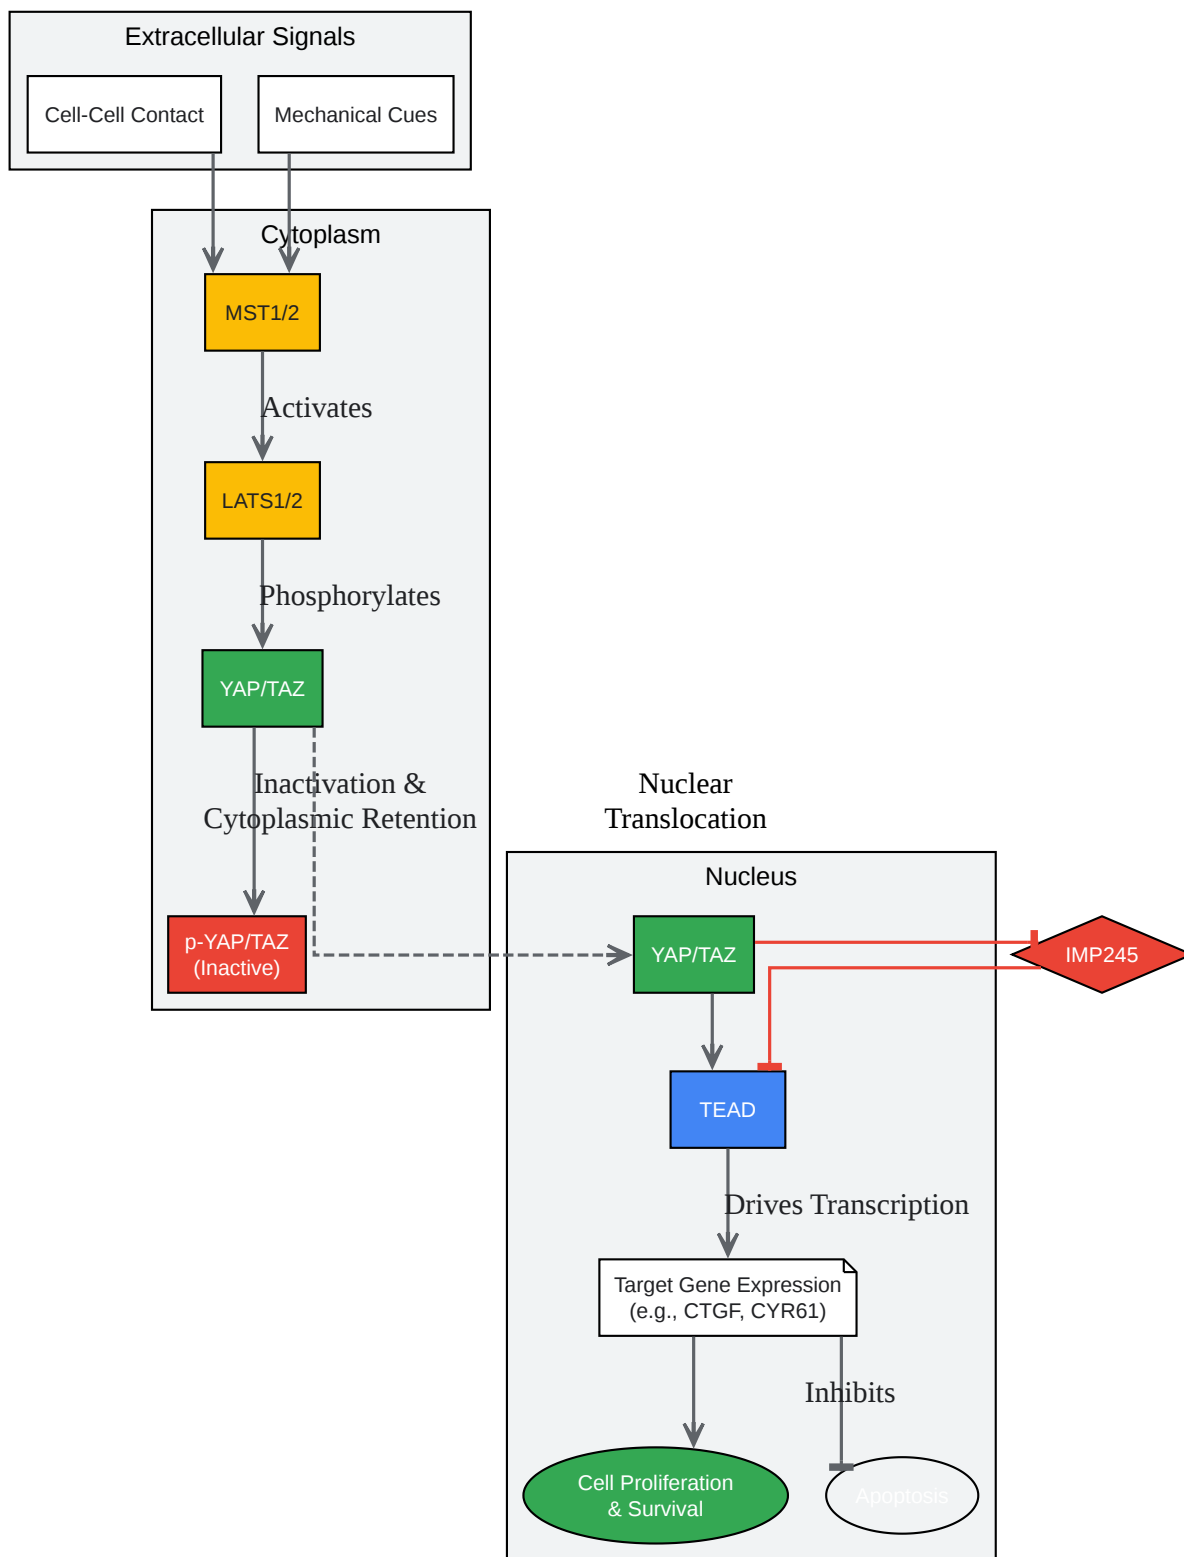 Extracellular Signals
Cell-Cell Contact
Mechanical Cues
Cytoplasm
MST1/2
Activates
LATS1/2
Phosphorylates
YAP/TAZ
Inactivation &
Cytoplasmic Retention
Nuclear
Translocation
Nucleus
p-YAP/TAZ
(Inactive)
YAP/TAZ
IMP245
TEAD
Drives Transcription
Target Gene Expression
(e.g., CTGF, CYR61)
Inhibits
Cell Proliferation
& Survival
Apoptosis